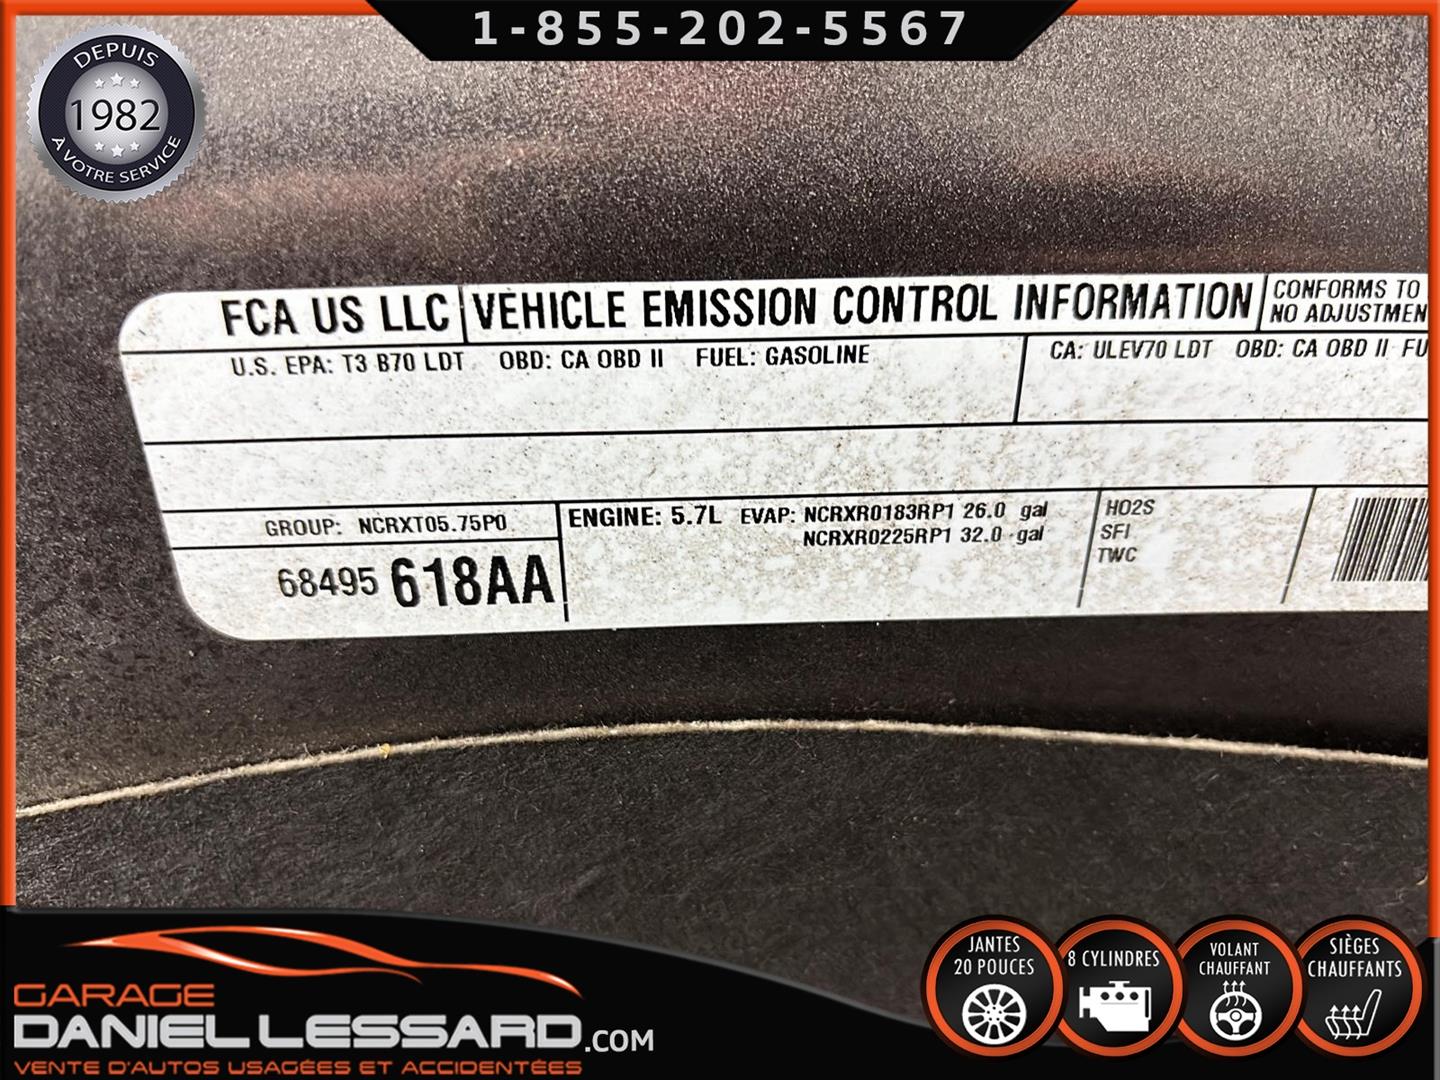 1-855-202-5567
DEPUIS
1982
À VOTRE SERVICE
FCA US LLC VEHICLE EMISSION CONTROL INFORMATION
CONFORMS TO
NO ADJUSTMEN
U.S. EPA: T3 B70 LDT OBD: CA OBD II FUEL: GASOLINE
CA: ULEV70 LDT OBD: CA OBD II FU
GROUP: NCRXT05.75P0
68495 618AA
ENGINE: 5.7L EVAP: NCRXR0183RP1 26.0 gal
NCRXR0225RP1 32.0 gal
HO2S
SFI
TWC
GARAGE
DANIEL LESSARD.COM
VENTE D'AUTOS USAGÉES ET ACCIDENTÉES
JANTES
20 POUCES
8 CYLINDRES
VOLANT
CHAUFFANT
SIÈGES
CHAUFFANTS